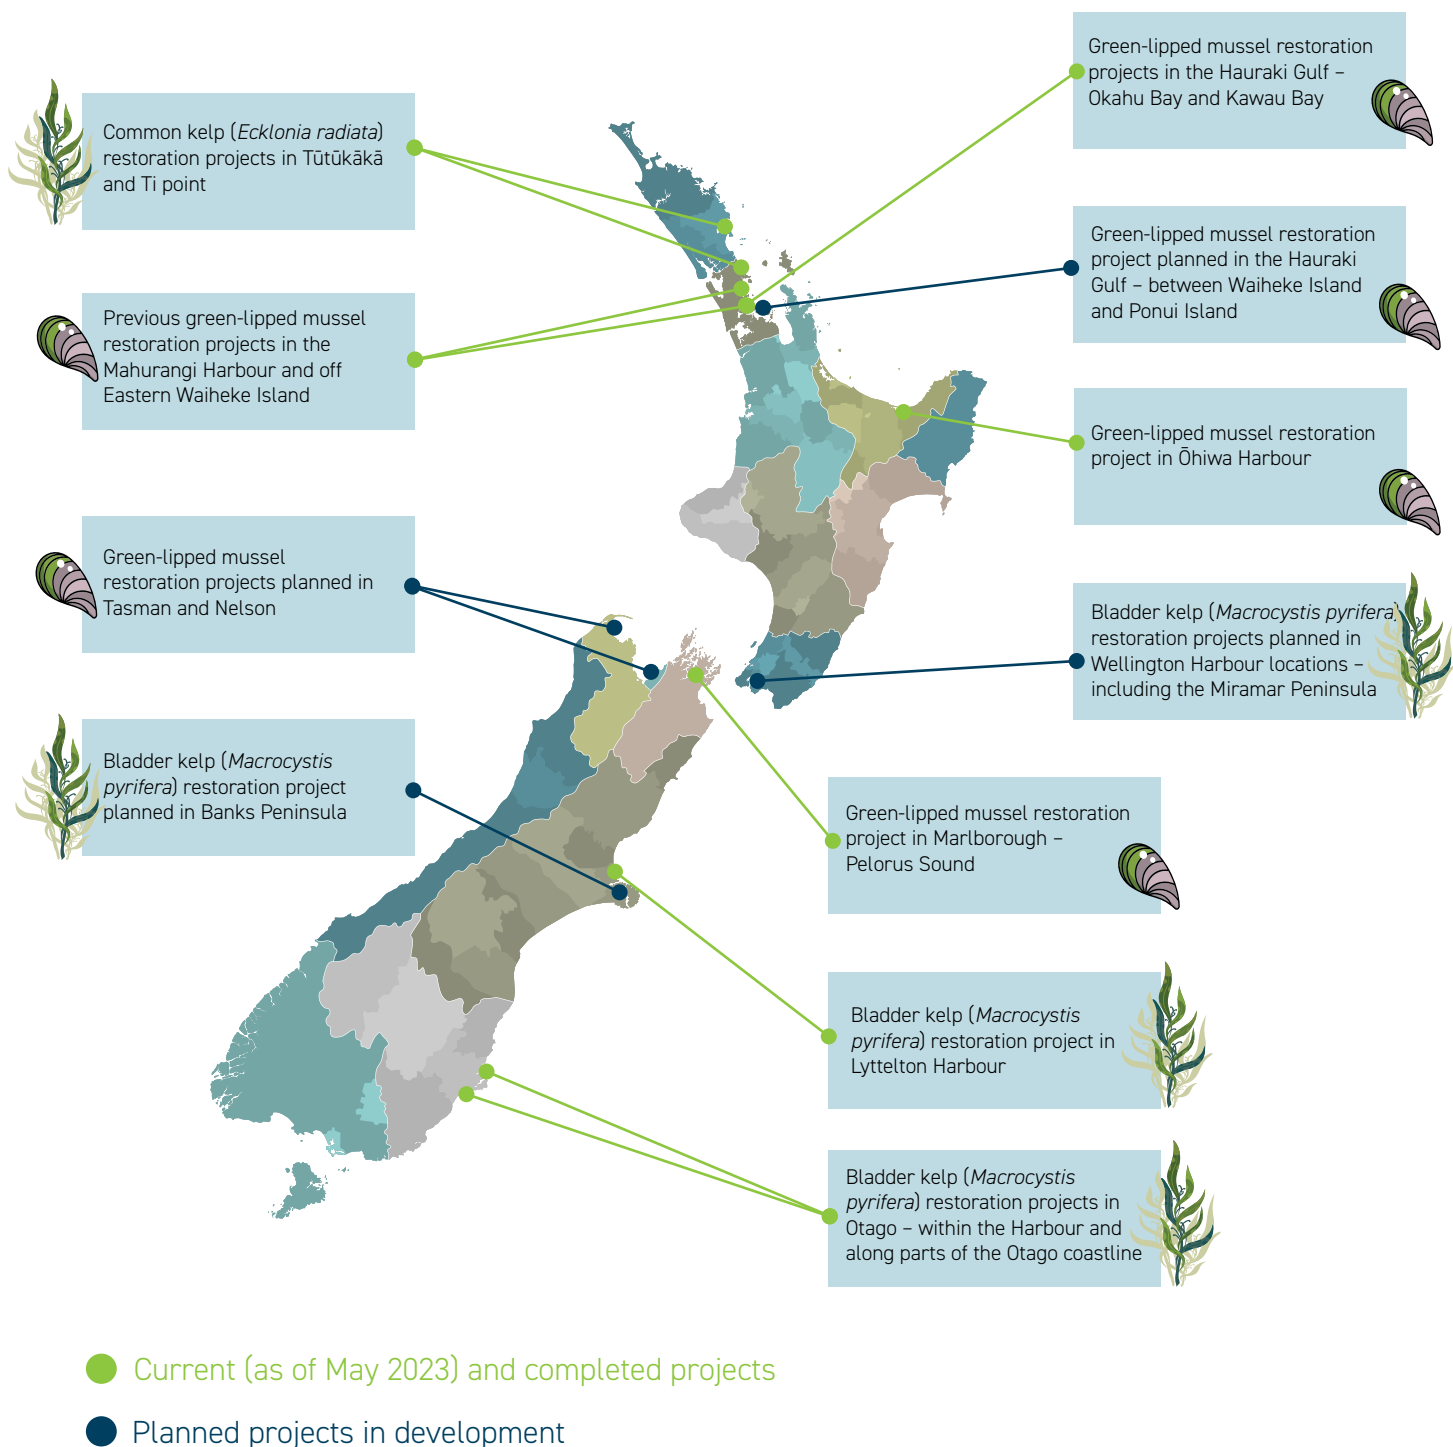 Common kelp (Ecklonia radiata)
restoration projects in Tūtūkākā
and Ti point
Previous green-lipped mussel
restoration projects in the
Mahurangi Harbour and off
Eastern Waiheke Island
Green-lipped mussel
restoration projects planned in
Tasman and Nelson
Bladder kelp (Macrocystis
pyrifera) restoration project
planned in Banks Peninsula
Green-lipped mussel restoration
projects in the Hauraki Gulf –
Okahu Bay and Kawau Bay
Green-lipped mussel restoration
project planned in the Hauraki
Gulf – between Waiheke Island
and Ponui Island
Green-lipped mussel restoration
project in Ōhiwa Harbour
Bladder kelp (Macrocystis pyrifera)
restoration projects planned in
Wellington Harbour locations –
including the Miramar Peninsula
Green-lipped mussel restoration
project in Marlborough –
Pelorus Sound
Bladder kelp (Macrocystis
pyrifera) restoration project in
Lyttelton Harbour
Bladder kelp (Macrocystis
pyrifera) restoration projects in
Otago – within the Harbour and
along parts of the Otago coastline
Current (as of May 2023) and completed projects
Planned projects in development